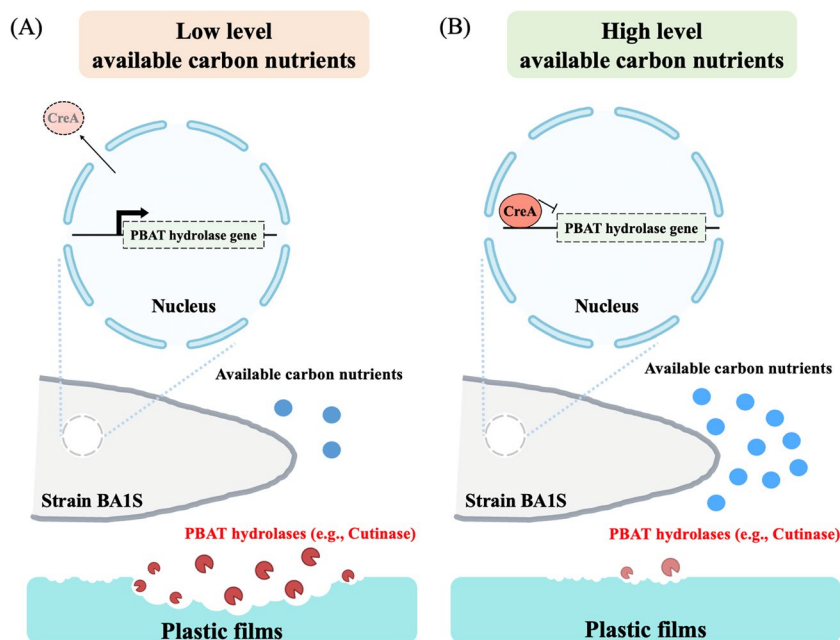 (A)
Low level
available carbon nutrients
CreA
PBAT hydrolase gene
Nucleus
Available carbon nutrients
Strain BA1S
PBAT hydrolases (e.g., Cutinase)
Plastic films
(B)
High level
available carbon nutrients
CreA
PBAT hydrolase gene
Nucleus
Available carbon nutrients
Strain BA1S
PBAT hydrolases (e.g., Cutinase)
Plastic films